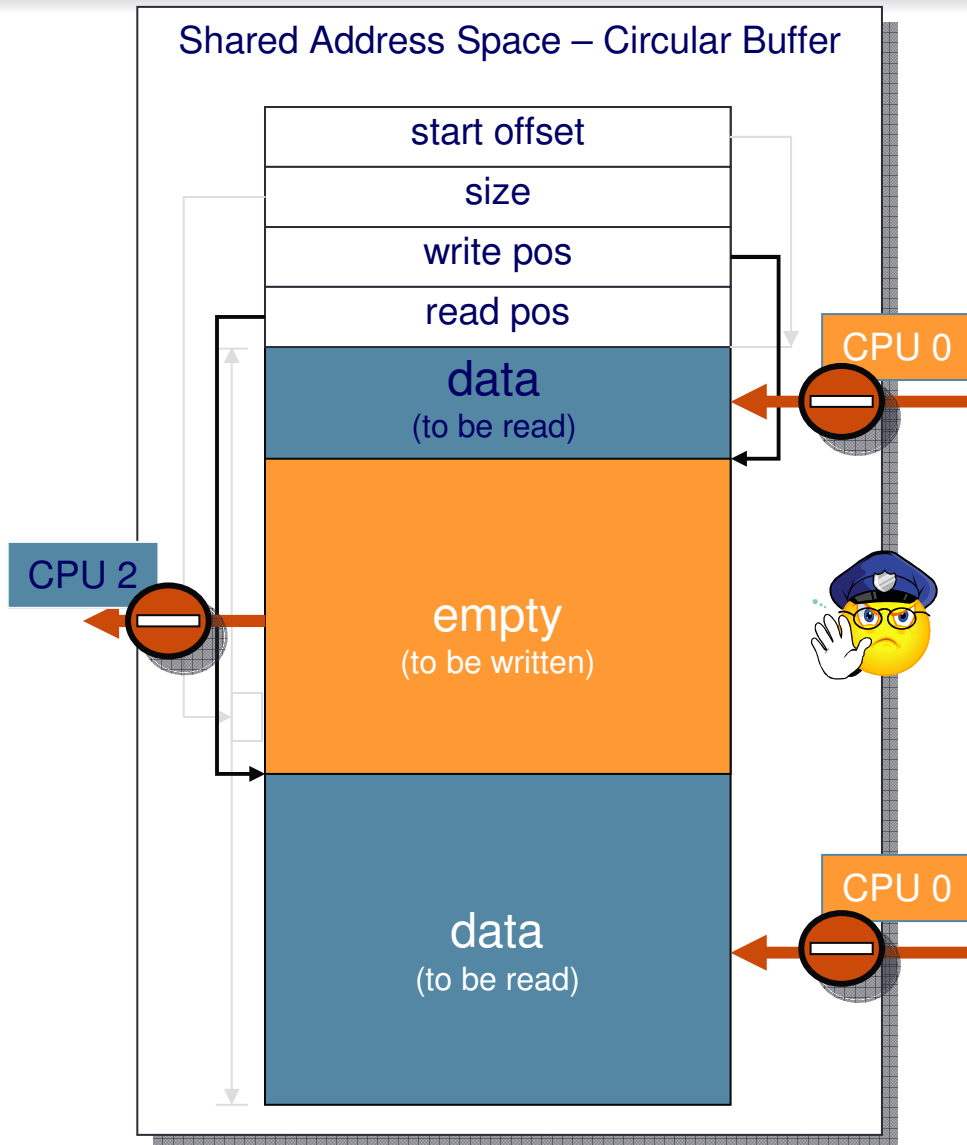 Shared Address Space – Circular Buffer
start offset
size
write pos
read pos
CPU 0
data
(to be read)
CPU 2
empty
(to be written)
CPU 0
data
(to be read)